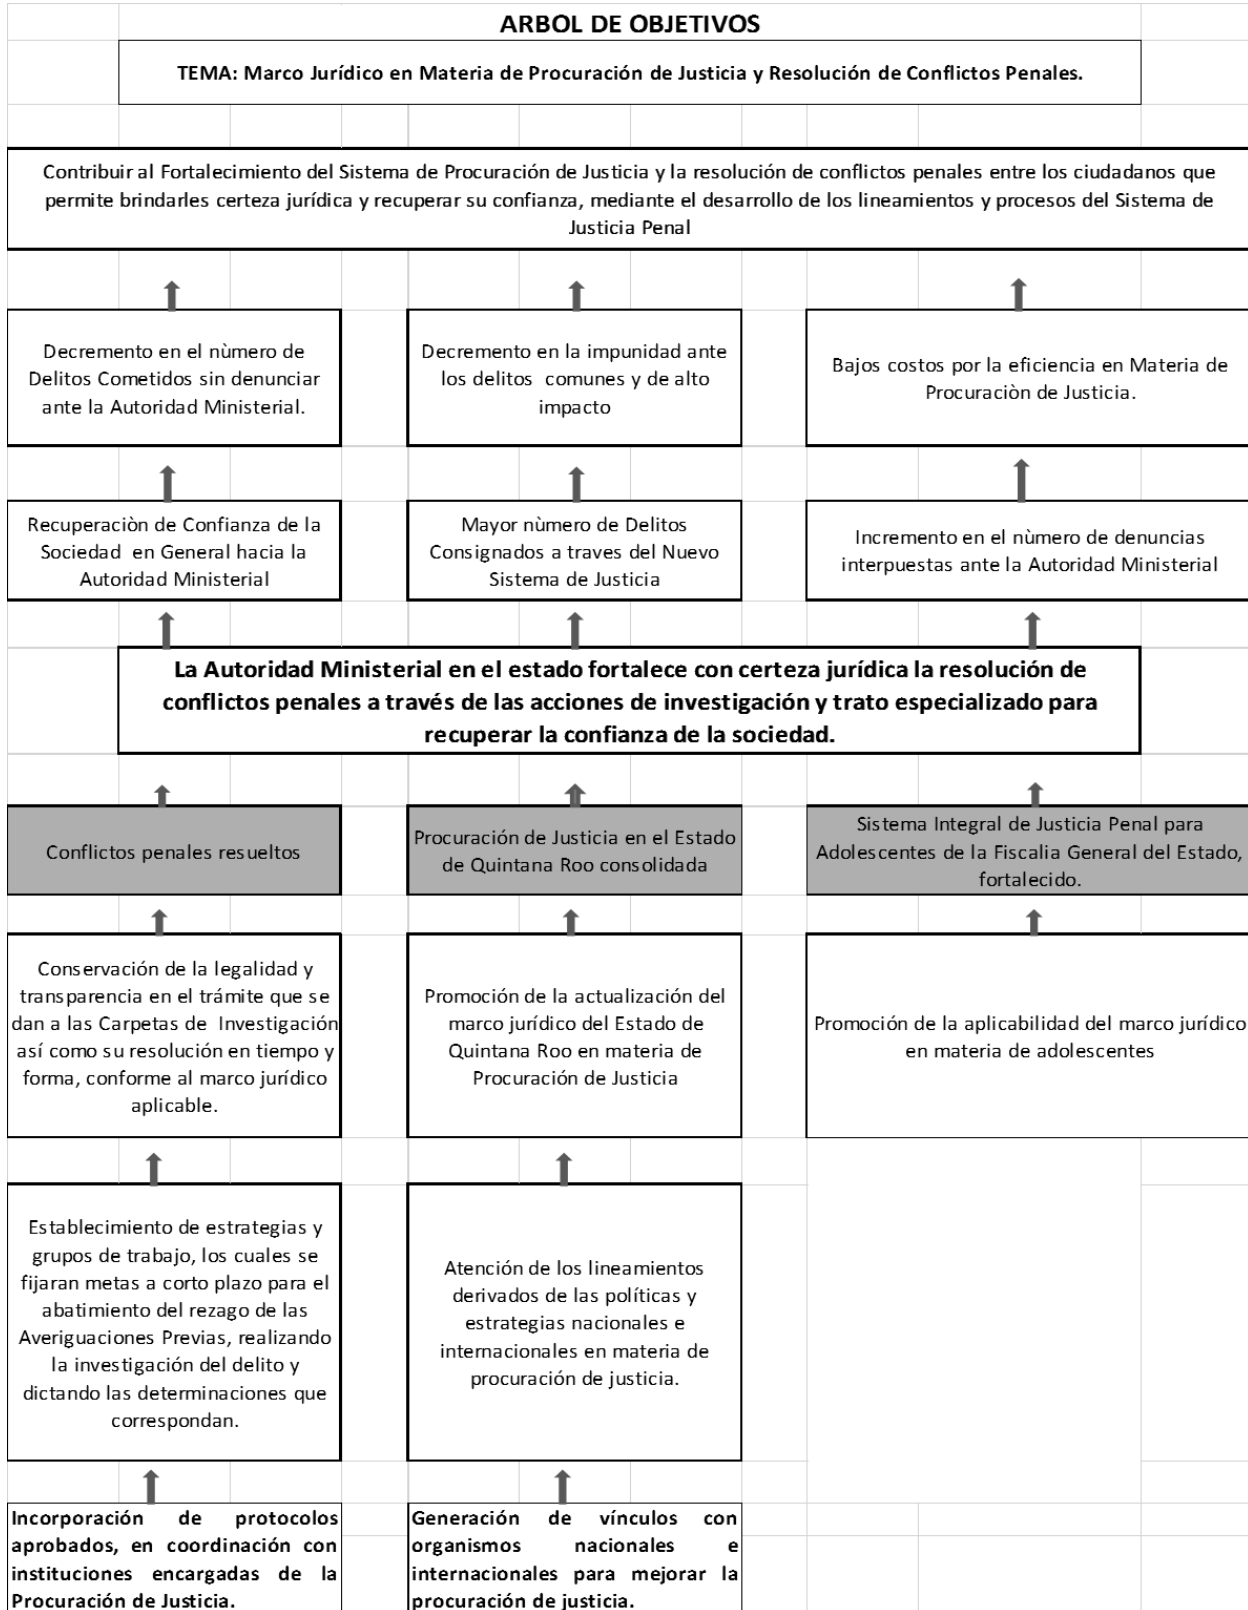 ARBOL DE OBJETIVOS
TEMA: Marco Jurídico en Materia de Procuración de Justicia y Resolución de Conflictos Penales.
Contribuir al Fortalecimiento del Sistema de Procuración de Justicia y la resolución de conflictos penales entre los ciudadanos que
permite brindarles certeza jurídica y recuperar su confianza, mediante el desarrollo de los lineamientos y procesos del Sistema de
Justicia Penal
Decremento en el nùmero de
Delitos Cometidos sin denunciar
ante la Autoridad Ministerial.
Decremento en la impunidad ante
los delitos comunes y de alto
impacto
Bajos costos por la eficiencia en Materia de
Procuraciòn de Justicia.
Recuperaciòn de Confianza de la
Sociedad en General hacia la
Autoridad Ministerial
Mayor nùmero de Delitos
Consignados a traves del Nuevo
Sistema de Justicia
Incremento en el nùmero de denuncias
interpuestas ante la Autoridad Ministerial
La Autoridad Ministerial en el estado fortalece con certeza jurídica la resolución de
conflictos penales a través de las acciones de investigación y trato especializado para
recuperar la confianza de la sociedad.
Conflictos penales resueltos
Procuración de Justicia en el Estado
de Quintana Roo consolidada
Sistema Integral de Justicia Penal para
Adolescentes de la Fiscalia General del Estado,
fortalecido.
Conservación de la legalidad y
transparencia en el trámite que se
dan a las Carpetas de Investigación
así como su resolución en tiempo y
forma, conforme al marco jurídico
aplicable.
Promoción de la actualización del
marco jurídico del Estado de
Quintana Roo en materia de
Procuración de Justicia
Promoción de la aplicabilidad del marco jurídico
en materia de adolescentes
Establecimiento de estrategias y
grupos de trabajo, los cuales se
fijaran metas a corto plazo para el
abatimiento del rezago de las
Averiguaciones Previas, realizando
la investigación del delito y
dictando las determinaciones que
correspondan.
Atención de los lineamientos
derivados de las políticas y
estrategias nacionales e
internacionales en materia de
procuración de justicia.
Incorporación de protocolos
aprobados, en coordinación con
instituciones encargadas de la
Procuración de Justicia.
Generación de vínculos con
organismos nacionales e
internacionales para mejorar la
procuración de justicia.